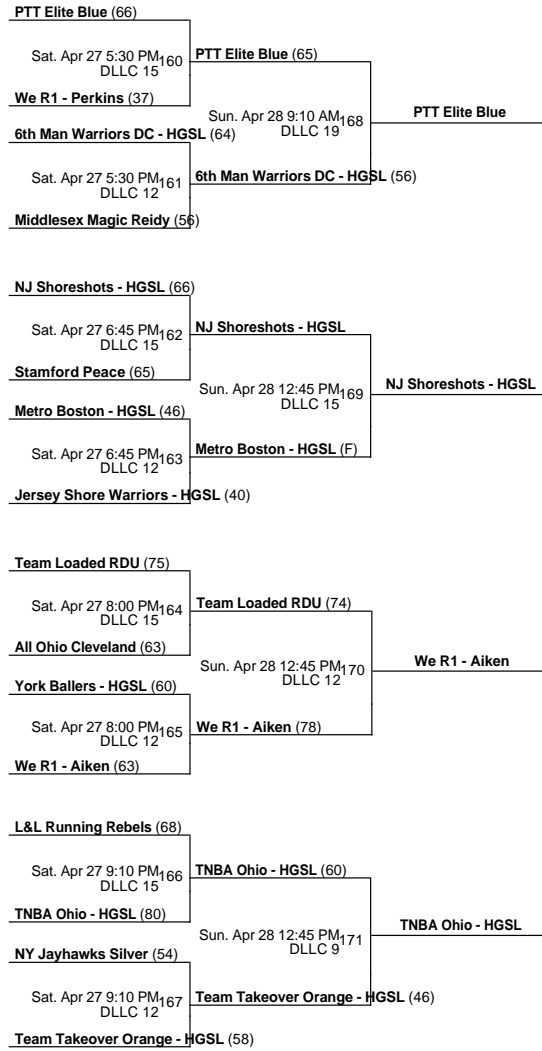 PTT Elite Blue (66)
Sat. Apr 27 5:30 PM 160
DLLC 15
PTT Elite Blue (65)
We R1 - Perkins (37)
Sun. Apr 28 9:10 AM 168
DLLC 19
PTT Elite Blue
6th Man Warriors DC - HGSL (64)
Sat. Apr 27 5:30 PM 161
DLLC 12
6th Man Warriors DC - HGSL (56)
Middlesex Magic Reidy (56)
NJ Shoreshots - HGSL (66)
Sat. Apr 27 6:45 PM 162
DLLC 15
NJ Shoreshots - HGSL
Stamford Peace (65)
Sun. Apr 28 12:45 PM 169
DLLC 15
NJ Shoreshots - HGSL
Metro Boston - HGSL (46)
Sat. Apr 27 6:45 PM 163
DLLC 12
Metro Boston - HGSL (F)
Jersey Shore Warriors - HGSL (40)
Team Loaded RDU (75)
Sat. Apr 27 8:00 PM 164
DLLC 15
Team Loaded RDU (74)
All Ohio Cleveland (63)
Sun. Apr 28 12:45 PM 170
DLLC 12
We R1 - Aiken
York Ballers - HGSL (60)
Sat. Apr 27 8:00 PM 165
DLLC 12
We R1 - Aiken (78)
We R1 - Aiken (63)
L&L Running Rebels (68)
Sat. Apr 27 9:10 PM 166
DLLC 15
TNBA Ohio - HGSL (60)
TNBA Ohio - HGSL (80)
Sun. Apr 28 12:45 PM 171
DLLC 9
TNBA Ohio - HGSL
NY Jayhawks Silver (54)
Sat. Apr 27 9:10 PM 167
DLLC 12
Team Takeover Orange - HGSL (46)
Team Takeover Orange - HGSL (58)